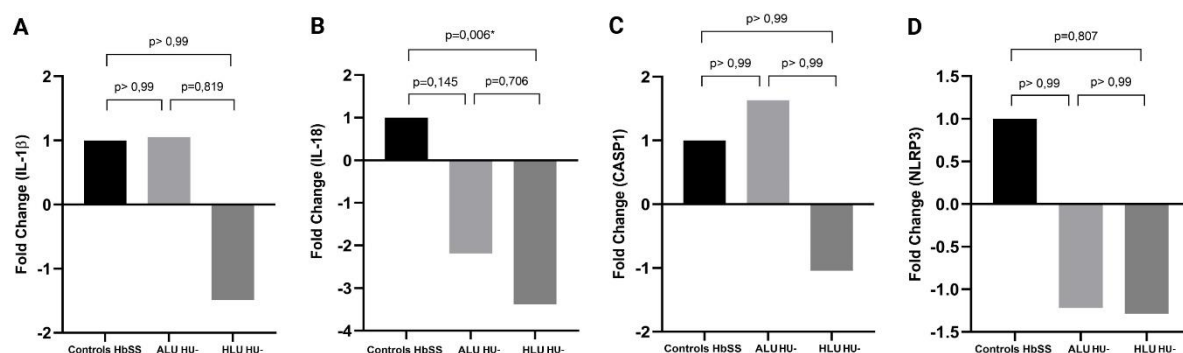 A
p> 0,99
p> 0,99
p=0,819
Fold Change (IL-1β)
2
1
0
-1
-2
Controls HbSS
ALU HU-
HLU HU-
B
p=0,006*
p=0,145
p=0,706
Fold Change (IL-18)
2
1
0
-1
-2
-3
-4
Controls HbSS
ALU HU-
HLU HU-
C
p> 0,99
p> 0,99
p> 0,99
Fold Change (CASP1)
2
1
0
-1
-2
Controls HbSS
ALU HU-
HLU HU-
D
p=0,807
p> 0,99
p> 0,99
Fold Change (NLRP3)
1.5
1.0
0.5
0.0
-0.5
-1.0
-1.5
Controls HbSS
ALU HU-
HLU HU-